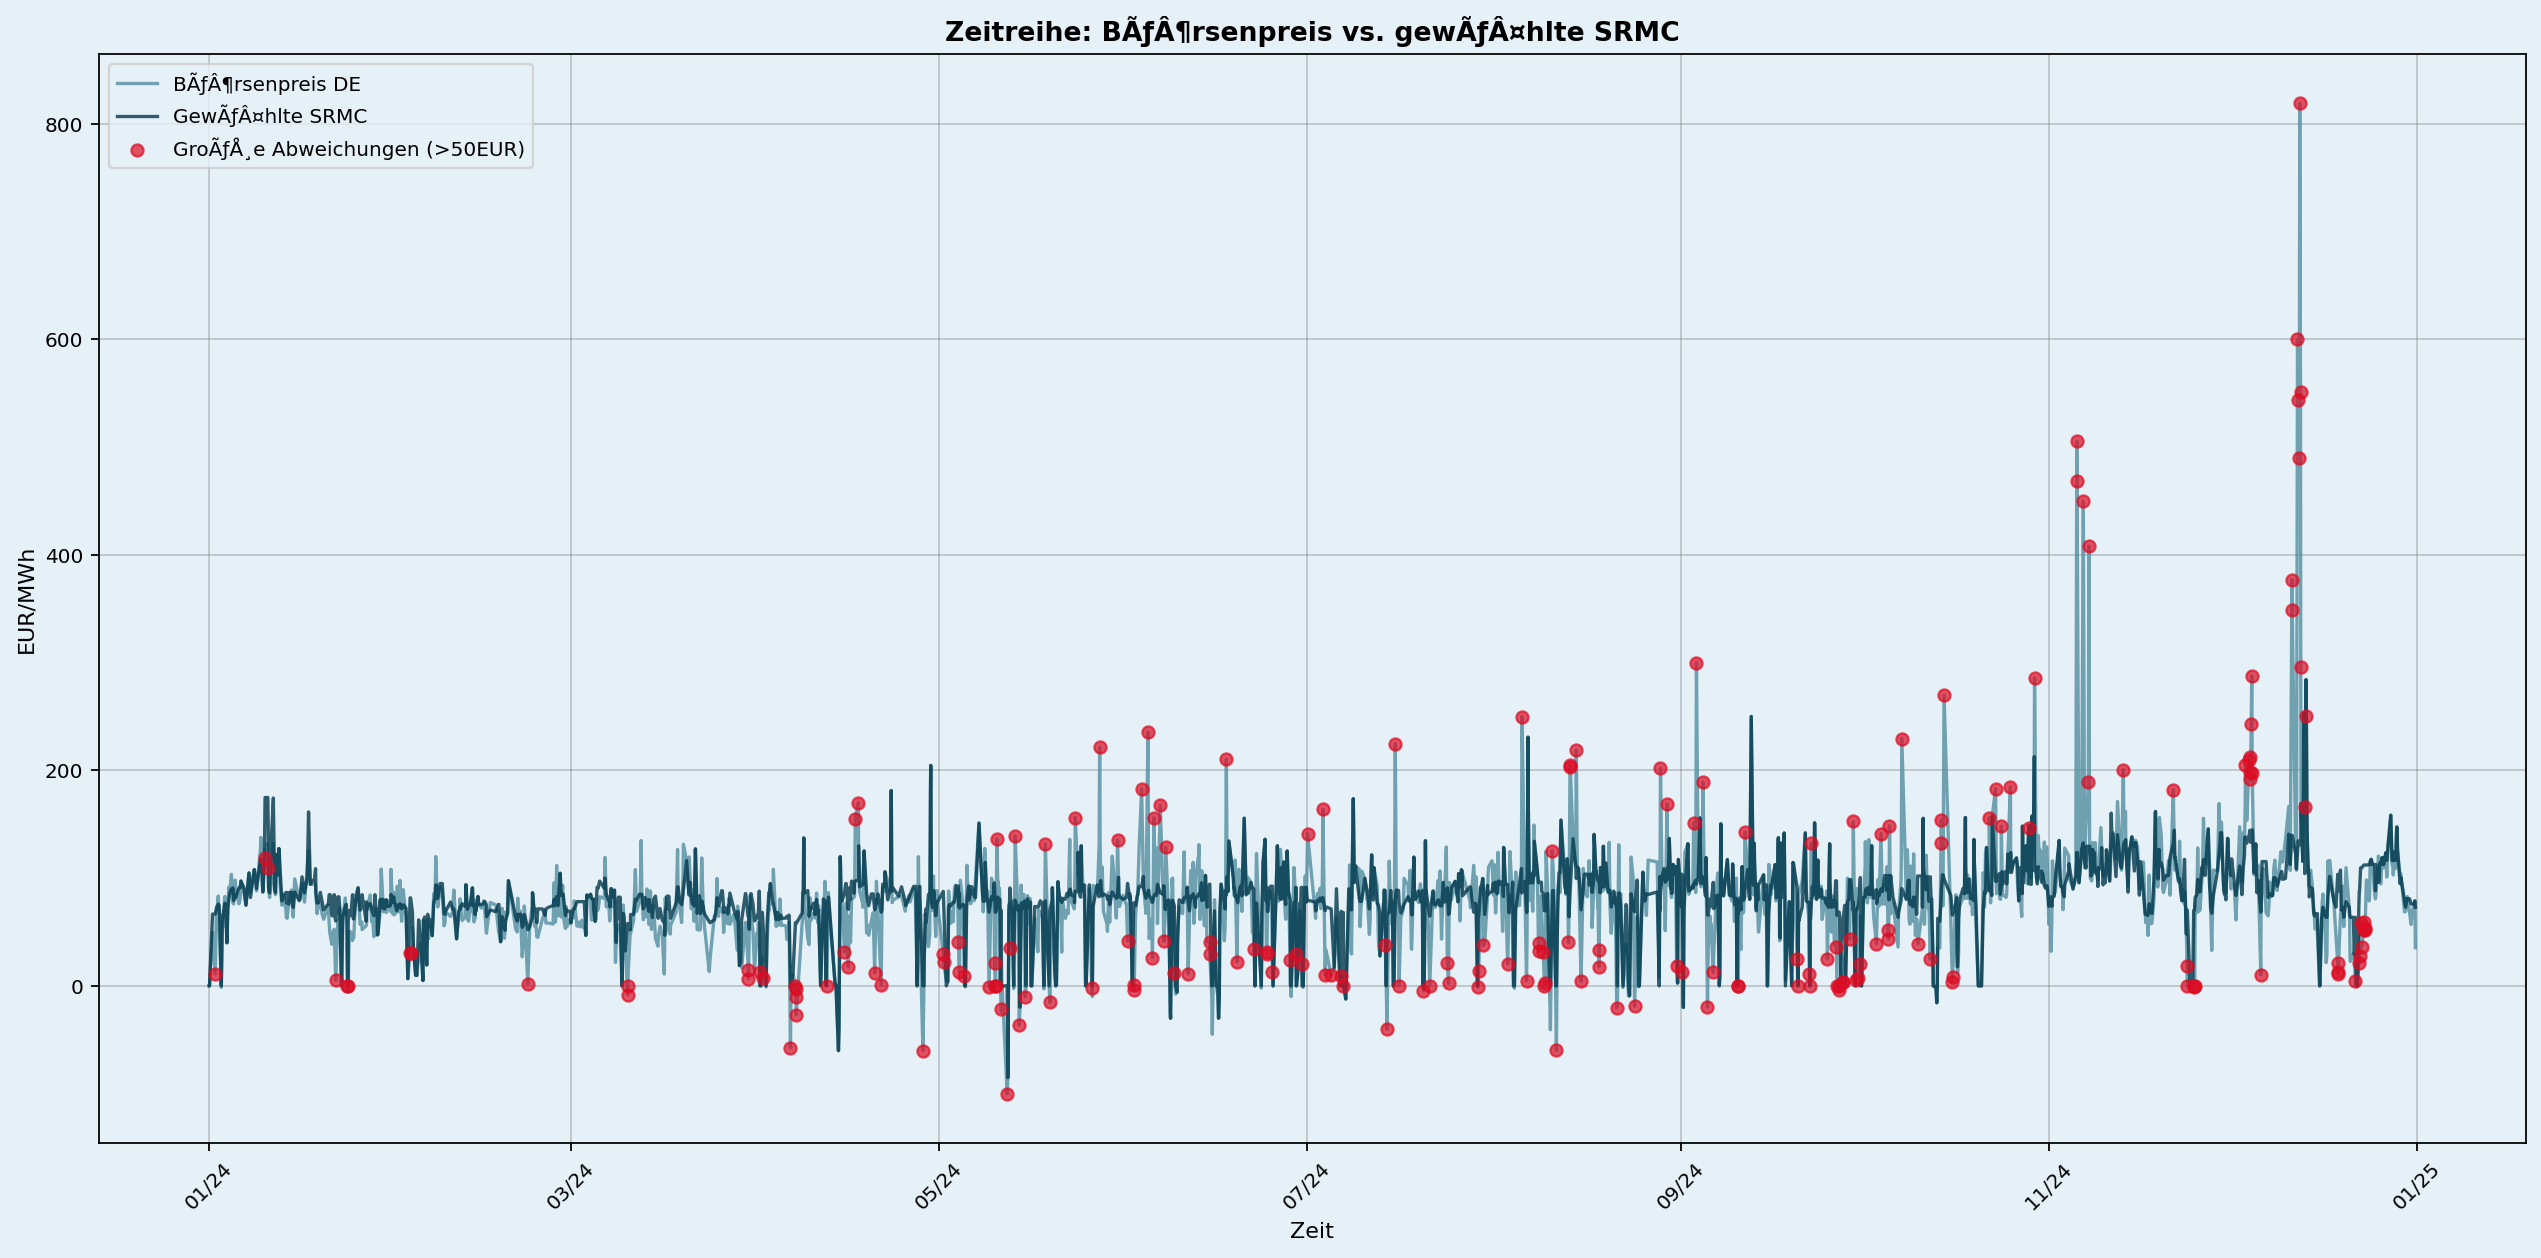 Zeitreihe: BÃƒÂ¶rsenpreis vs. gewÃƒÂ¤hlte SRMC
BÃƒÂ¶rsenpreis DE
GewÃƒÂ¤hlte SRMC
GroÃƒÅ¸e Abweichungen (>50EUR)
800
600
400
200
0
EUR/MWh
01/24
03/24
05/24
07/24
09/24
11/24
01/25
Zeit